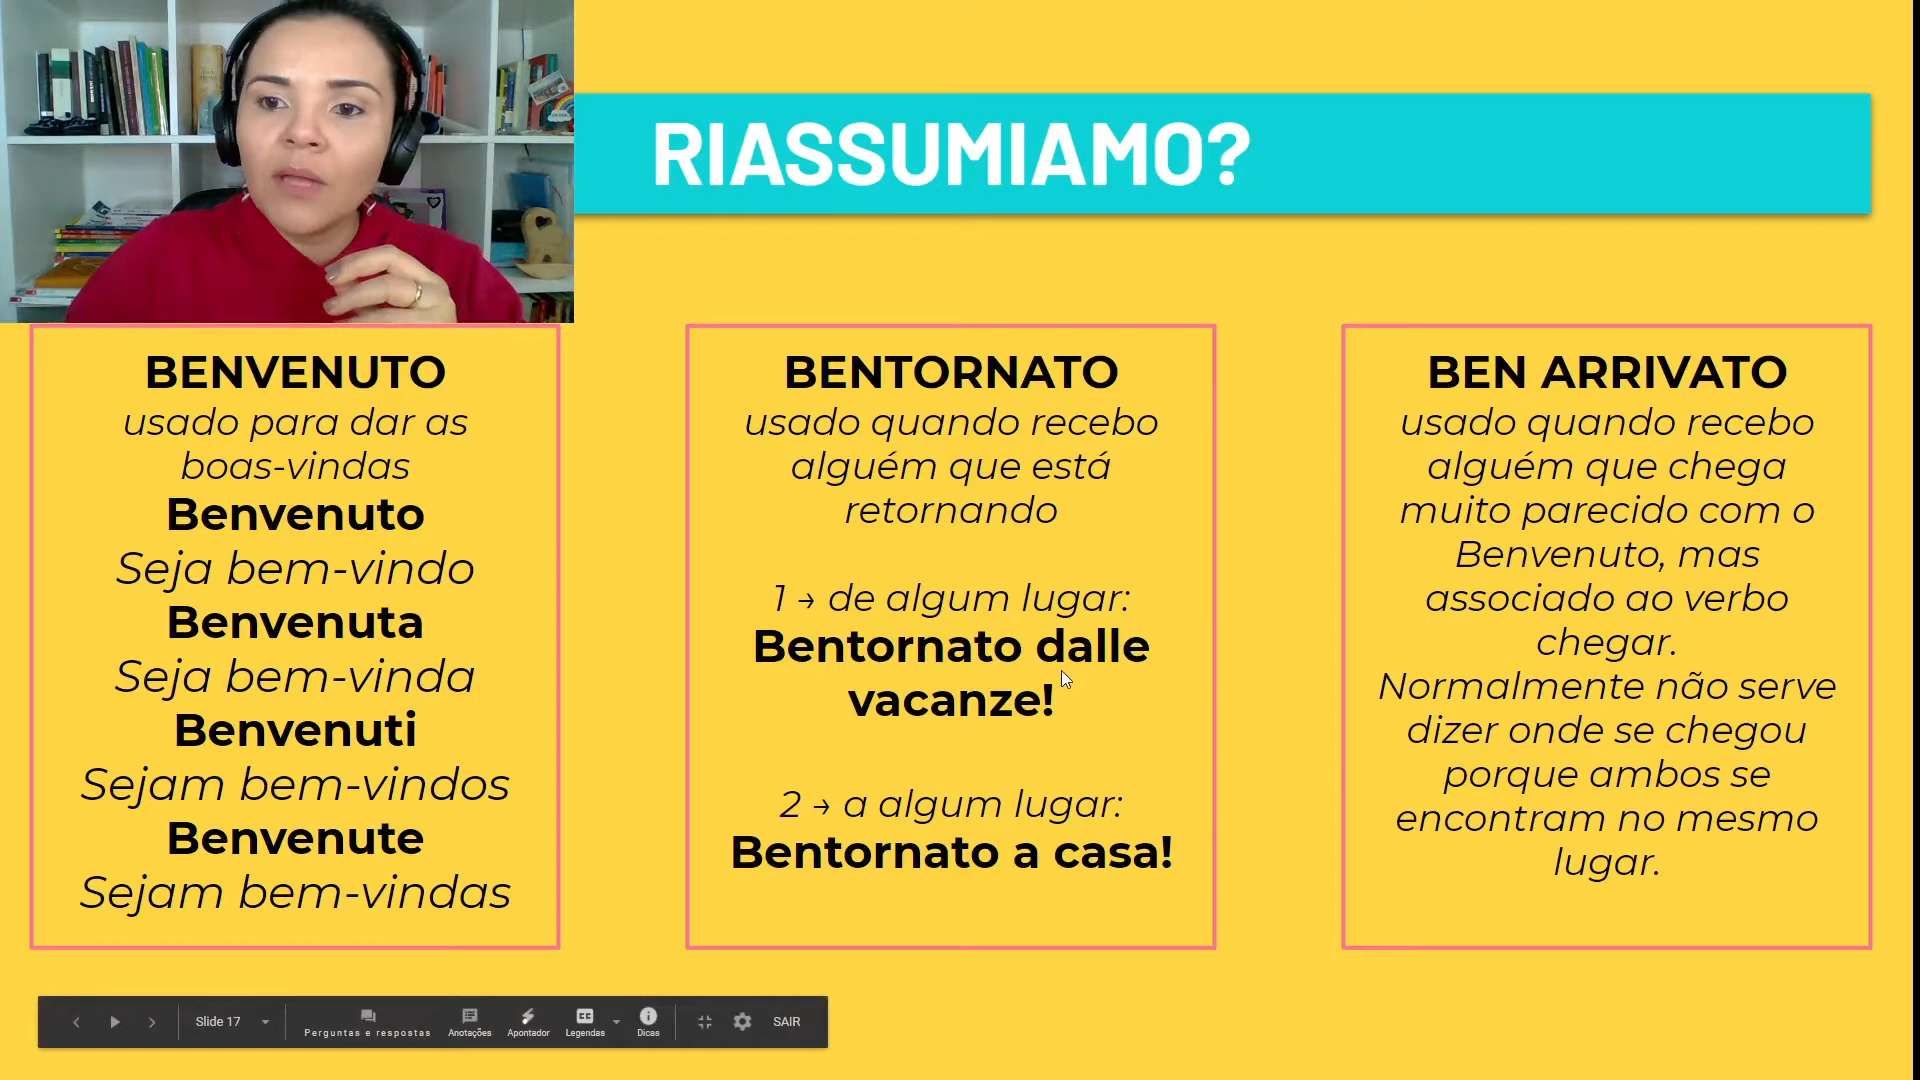 RIASSUMIAMO?
BENVENUTO
usado para dar as
boas-vindas
Benvenuto
Seja bem-vindo
Benvenuta
Seja bem-vinda
Benvenuti
Sejam bem-vindos
Benvenute
Sejam bem-vindas
BENTORNATO
usado quando recebo
alguém que está
retornando
1 → de algum lugar:
Bentornato dalle
vacanze!
2 → a algum lugar:
Bentornato a casa!
BEN ARRIVATO
usado quando recebo
alguém que chega
muito parecido com o
Benvenuto, mas
associado ao verbo
chegar.
Normalmente não serve
dizer onde se chegou
porque ambos se
encontram no mesmo
lugar.
Slide 17
Perguntas e respostas
Anotações
Apontador
CC
Legendas
Dicas
SAIR